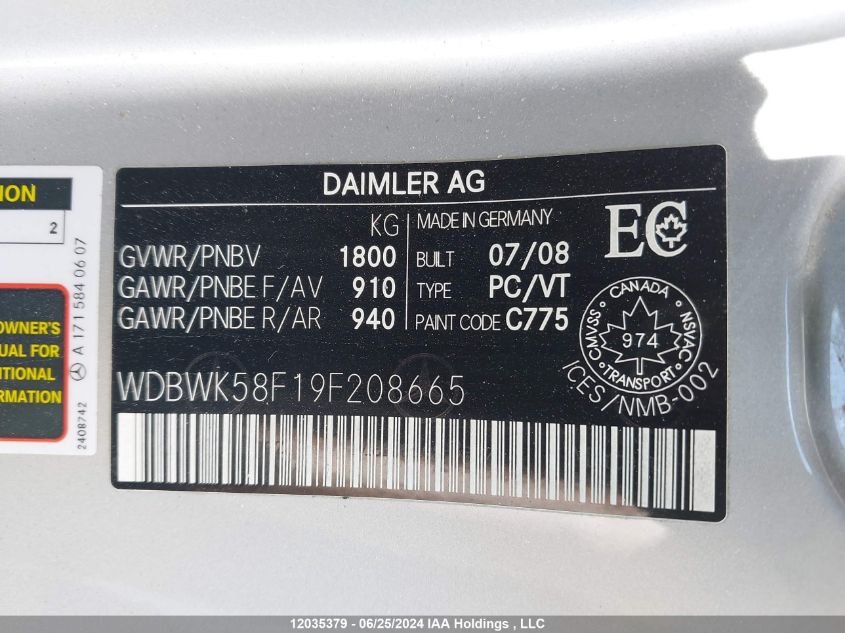 DAIMLER AG
KG
MADE IN GERMANY
GVWR/PNBV 1800
BUILT 07/08
GAWR/PNBE F/AV 910
TYPE PC/VT
GAWR/PNBE R/AR 940
PAINT CODE C775
EC
CANADA
CMVSS
NSVAC
974
TRANSPORT
ICES/NMB-002
WDBWK58F19F208665
ION
2
OWNER'S
UAL FOR
ITIONAL
FORMATION
A 171 584 06 07
2408742
12035379 - 06/25/2024 IAA Holdings , LLC